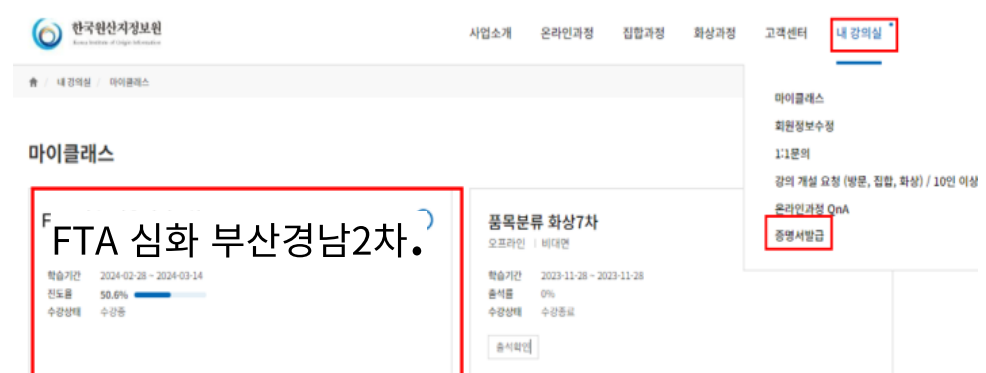 한국원산지정보원
Korea Institute of Origin Information
사업소개 온라인과정 집합과정 화상과정 고객센터 내 강의실
내 강의실 / 마이클래스
마이클래스
회원정보수정
1:1문의
강의 개설 요청 (방문, 집합, 화상) / 10인 이상
온라인과정 QnA
증명서발급
마이클래스
F
FTA 심화 부산경남2차.
학습기간 2024-02-28 ~ 2024-03-14
진도율 50.6%
수강상태 수강중
품목분류 화상7차
오프라인 | 비대면
학습기간 2023-11-28 ~ 2023-11-28
출석률 0%
수강상태 수강종료
출석확인